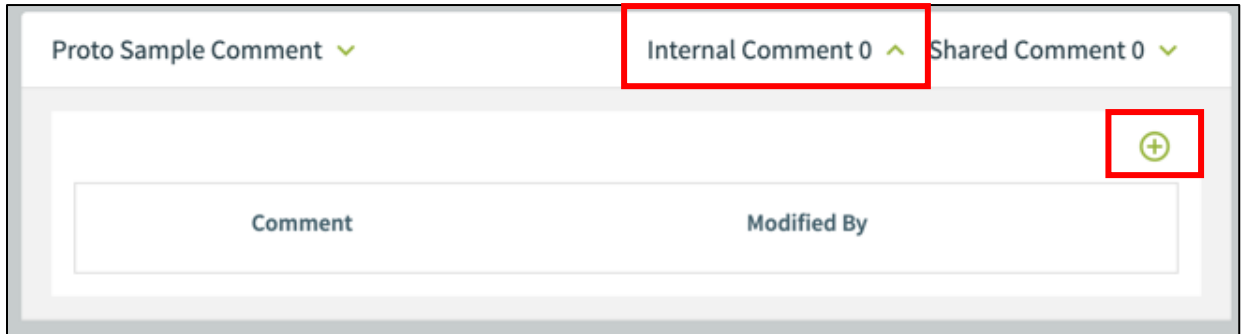 Proto Sample Comment Internal Comment 0 Shared Comment 0
Comment Modified By